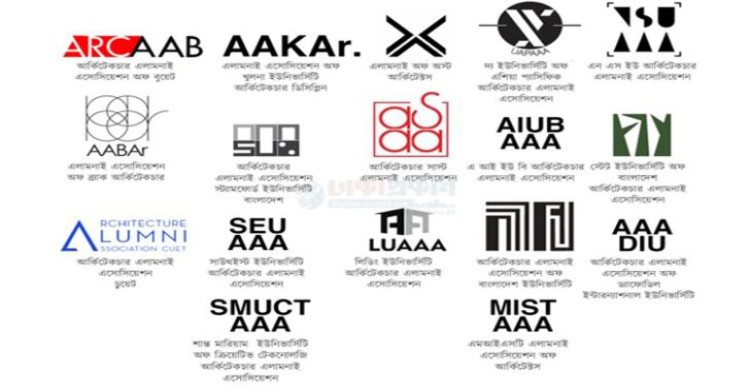 ARCAAB
আর্কিটেকচার এলামনাই
এসোসিয়েশন অফ বুয়েট
AAKAr.
এলামনাই এসোসিয়েশন অফ
খুলনা ইউনিভার্সিটি
আর্কিটেকচার ডিসিপ্লিন
এলামনাই অফ অস্ট
আর্কিটেক্টস
UAPAAA
দ্য ইউনিভার্সিটি অফ
এশিয়া প্যাসিফিক
আর্কিটেকচার এলামনাই
এসোসিয়েশন
NSU
AAA
এন এস ইউ আর্কিটেকচার
এলামনাই এসোসিয়েশন
AABAr
এলামনাই এসোসিয়েশন
অফ ব্র্যাক আর্কিটেকচার
আর্কিটেকচার
এলামনাই এসোসিয়েশন
স্টামফোর্ড ইউনিভার্সিটি
বাংলাদেশ
aS
aa
আর্কিটেকচার সাস্ট
এলামনাই এসোসিয়েশন
AIUB
AAA
এ আই ইউ বি আর্কিটেকচার
এলামনাই এসোসিয়েশন
স্টেট ইউনিভার্সিটি অফ
বাংলাদেশ
আর্কিটেকচার এলামনাই
এসোসিয়েশন
ARCHITECTURE
ALUMNI
ASSOCIATION CUET
আর্কিটেকচার এলামনাই
এসোসিয়েশন
চুয়েট
SEU
AAA
সাউথইস্ট ইউনিভার্সিটি
আর্কিটেকচার এলামনাই
এসোসিয়েশন
LUAAA
লিডিং ইউনিভার্সিটি
আর্কিটেকচার এলামনাই
এসোসিয়েশন
আর্কিটেকচার এলামনাই
এসোসিয়েশন অফ
বাংলাদেশ ইউনিভার্সিটি
AAA
DIU
আর্কিটেকচার এলামনাই
এসোসিয়েশন অফ
ড্যাফোডিল
ইন্টারন্যাশনাল ইউনিভার্সিটি
SMUCT
AAA
শান্ত মারিয়াম ইউনিভার্সিটি
অফ ক্রিয়েটিভ টেকনোলজি
আর্কিটেকচার এলামনাই
এসোসিয়েশন
MIST
AAA
এমআইএসটি এলামনাই
এসোসিয়েশন অফ
আর্কিটেক্টস